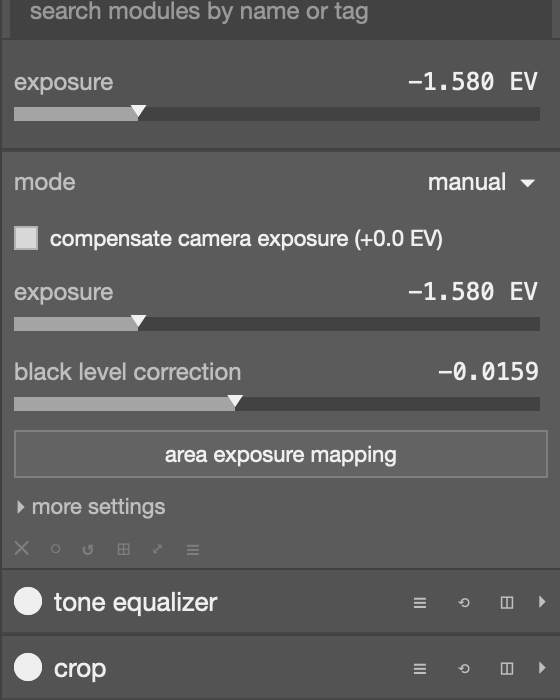 search modules by name or tag
exposure −1.580 EV
mode manual
compensate camera exposure (+0.0 EV)
exposure −1.580 EV
black level correction −0.0159
area exposure mapping
more settings
tone equalizer
crop